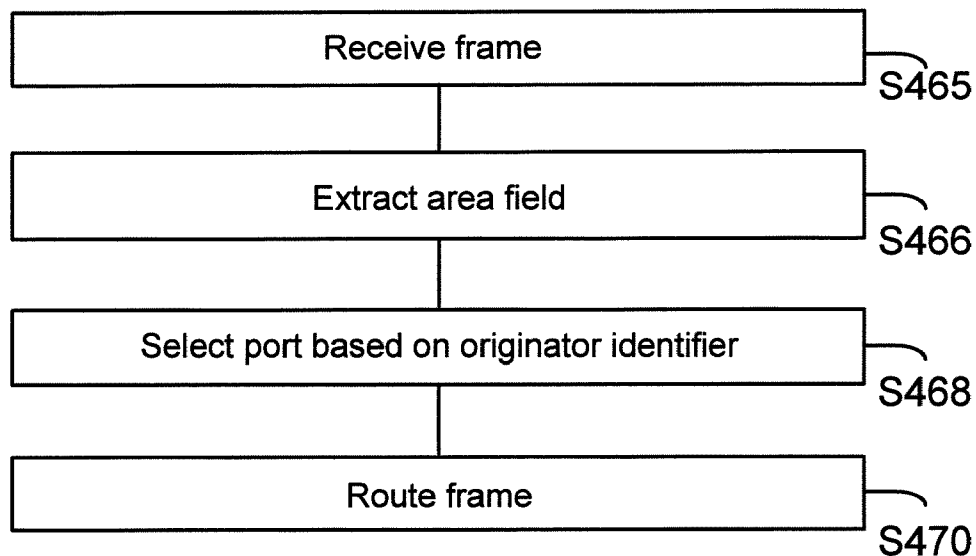 Receive frame
S465
Extract area field
S466
Select port based on originator identifier
S468
Route frame
S470